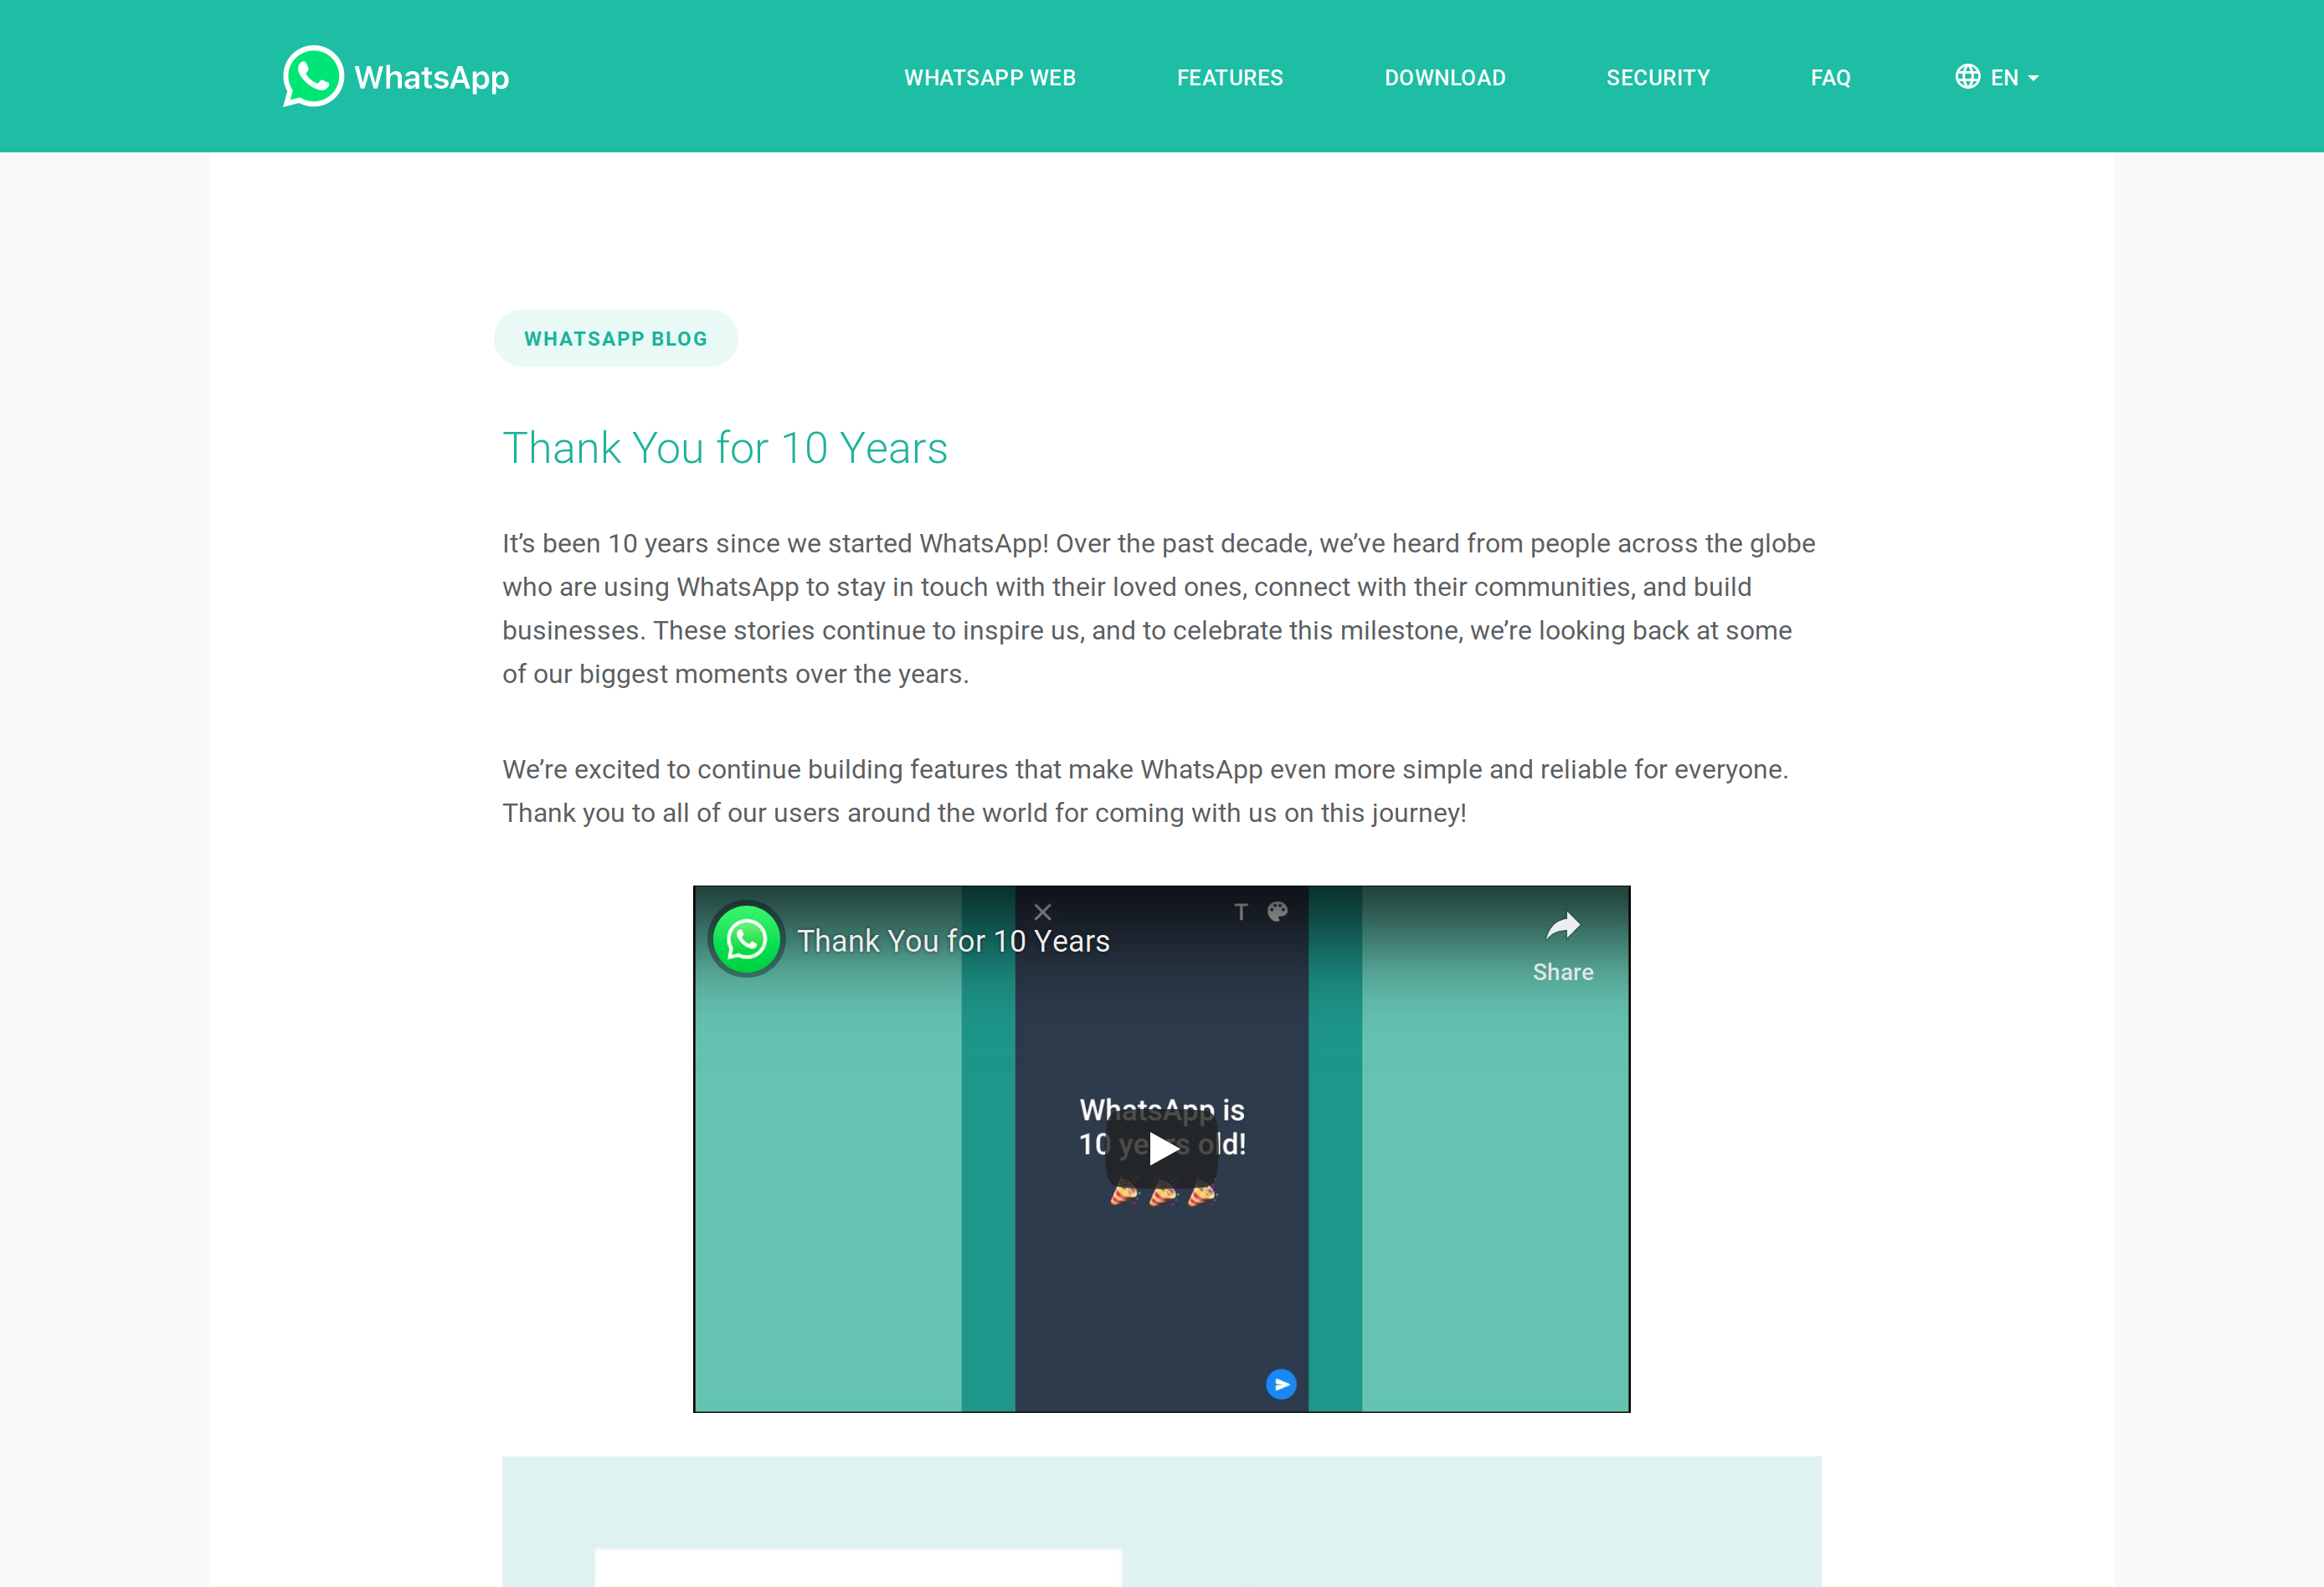 WhatsApp
WHATSAPP WEB
FEATURES
DOWNLOAD
SECURITY
FAQ
EN
WHATSAPP BLOG
Thank You for 10 Years
It’s been 10 years since we started WhatsApp! Over the past decade, we’ve heard from people across the globe
who are using WhatsApp to stay in touch with their loved ones, connect with their communities, and build
businesses. These stories continue to inspire us, and to celebrate this milestone, we’re looking back at some
of our biggest moments over the years.
We’re excited to continue building features that make WhatsApp even more simple and reliable for everyone.
Thank you to all of our users around the world for coming with us on this journey!
T
Thank You for 10 Years
Share
WhatsApp is
10 years old!